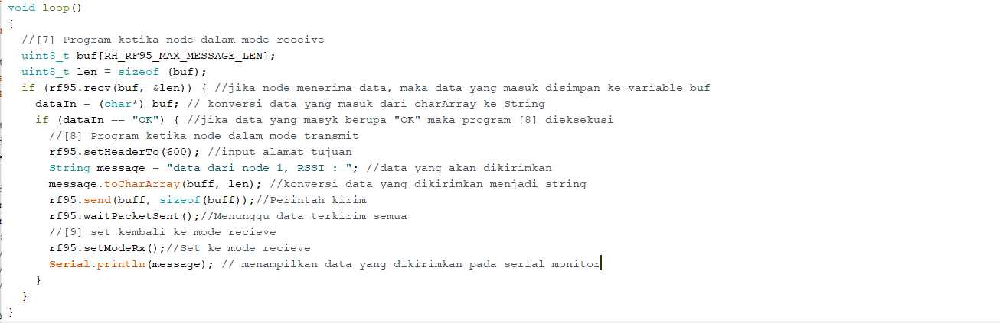 void loop()
{
//[7] Program ketika node dalam mode receive
uint8_t buf[RH_RF95_MAX_MESSAGE_LEN];
uint8_t len = sizeof (buf);
if (rf95.recv(buf, &len)) { //jika node menerima data, maka data yang masuk disimpan ke variable buf
dataIn = (char*) buf; // konversi data yang masuk dari charArray ke String
if (dataIn == "OK") { //jika data yang masyk berupa "OK" maka program [8] dieksekusi
//[8] Program ketika node dalam mode transmit
rf95.setHeaderTo(600); //input alamat tujuan
String message = "data dari node 1, RSSI : "; //data yang akan dikirimkan
message.toCharArray(buff, len); //konversi data yang dikirimkan menjadi string
rf95.send(buff, sizeof(buff));//Perintah kirim
rf95.waitPacketSent();//Menunggu data terkirim semua
//[9] set kembali ke mode recieve
rf95.setModeRx();//Set ke mode recieve
Serial.println(message); // menampilkan data yang dikirimkan pada serial monitor
}
}
}